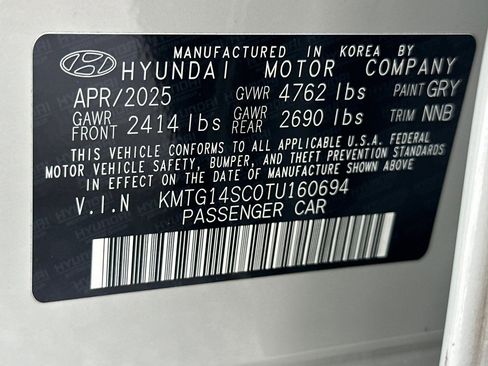 MANUFACTURED IN KOREA BY
HYUNDAI MOTOR COMPANY
APR/2025 GVWR 4762 lbs PAINT GRY
GAWR FRONT 2414 lbs GAWR REAR 2690 lbs TRIM NNB
THIS VEHICLE CONFORMS TO ALL APPLICABLE U.S.A. FEDERAL
MOTOR VEHICLE SAFETY, BUMPER, AND THEFT PREVENTION STANDARDS
IN EFFECT ON THE DATE OF MANUFACTURE SHOWN ABOVE.
V.I.N KMTG14SC0TU160694
PASSENGER CAR